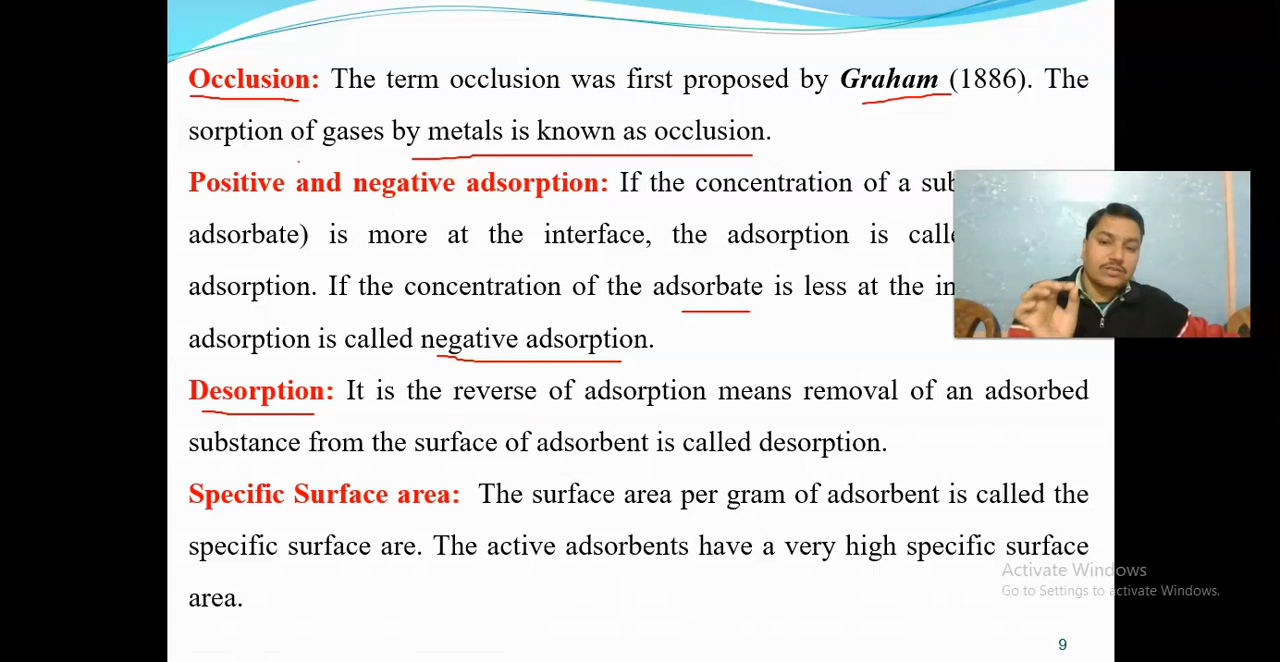 Occlusion: The term occlusion was first proposed by Graham (1886). The
sorption of gases by metals is known as occlusion.
Positive and negative adsorption: If the concentration of a
adsorbate) is more at the interface, the adsorption is
adsorption. If the concentration of the adsorbate is less at the
adsorption is called negative adsorption.
Desorption: It is the reverse of adsorption means removal of an adsorbed
substance from the surface of adsorbent is called desorption.
Specific Surface area: The surface area per gram of adsorbent is called the
specific surface are. The active adsorbents have a very high specific surface
area.
Activate Windows
Go to Settings to activate Windows.
9